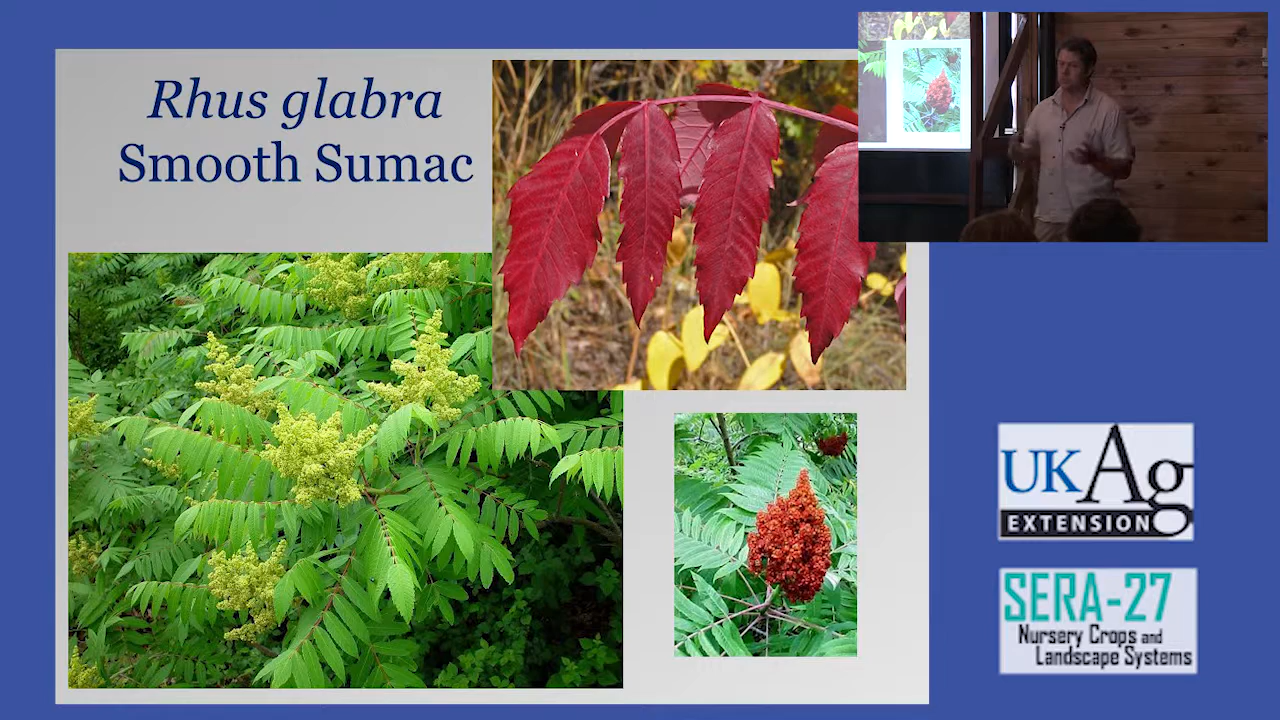 Rhus glabra
Smooth Sumac
UK Ag
EXTENSION
SERA-27
Nursery Crops and
Landscape Systems